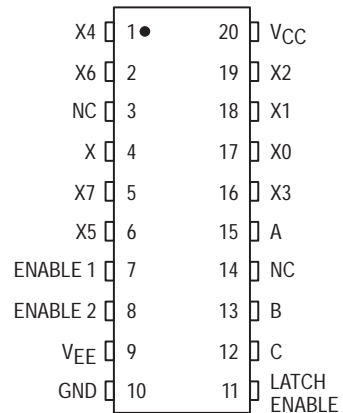 X4 1 20 VCC
X6 2 19 X2
NC 3 18 X1
X 4 17 X0
X7 5 16 X3
X5 6 15 A
ENABLE 1 7 14 NC
ENABLE 2 8 13 B
VEE 9 12 C
GND 10 11 LATCH
ENABLE